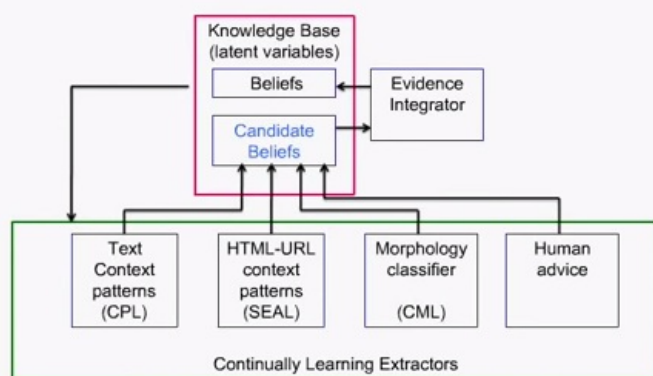 Knowledge Base
(latent variables)
Beliefs
Evidence
Integrator
Candidate
Beliefs
Text
Context
patterns
(CPL)
HTML-URL
context
patterns
(SEAL)
Morphology
classifier
(CML)
Human
advice
Continually Learning Extractors